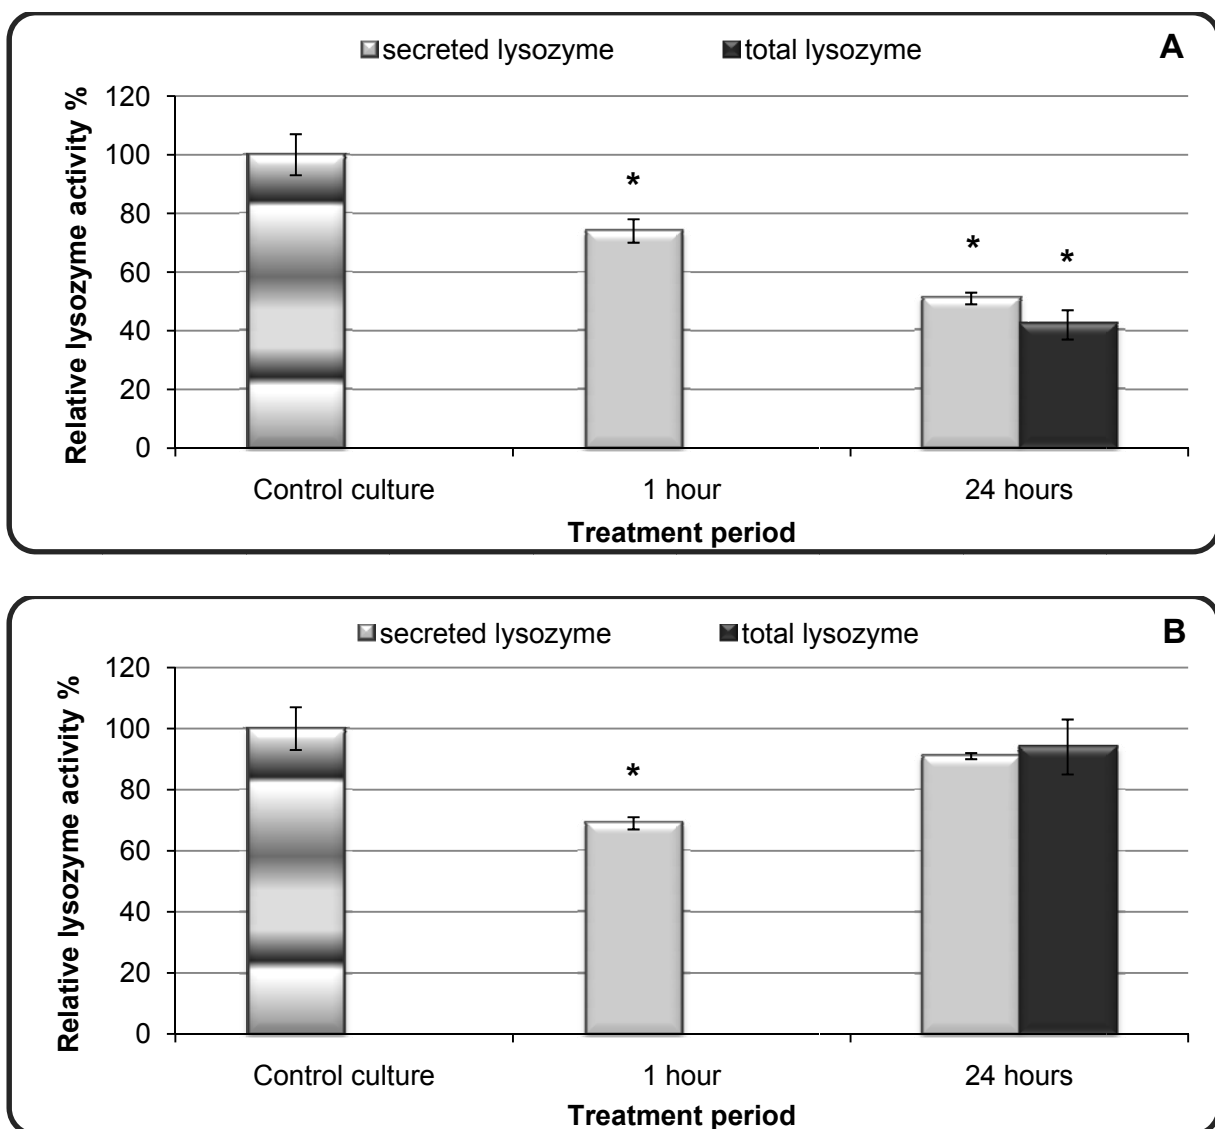 secreted lysozyme total lysozyme A
Relative lysozyme activity %
120
100
80
60
40
20
0
*
*
*
Control culture 1 hour 24 hours
Treatment period
secreted lysozyme total lysozyme B
Relative lysozyme activity %
120
100
80
60
40
20
0
*
Control culture 1 hour 24 hours
Treatment period